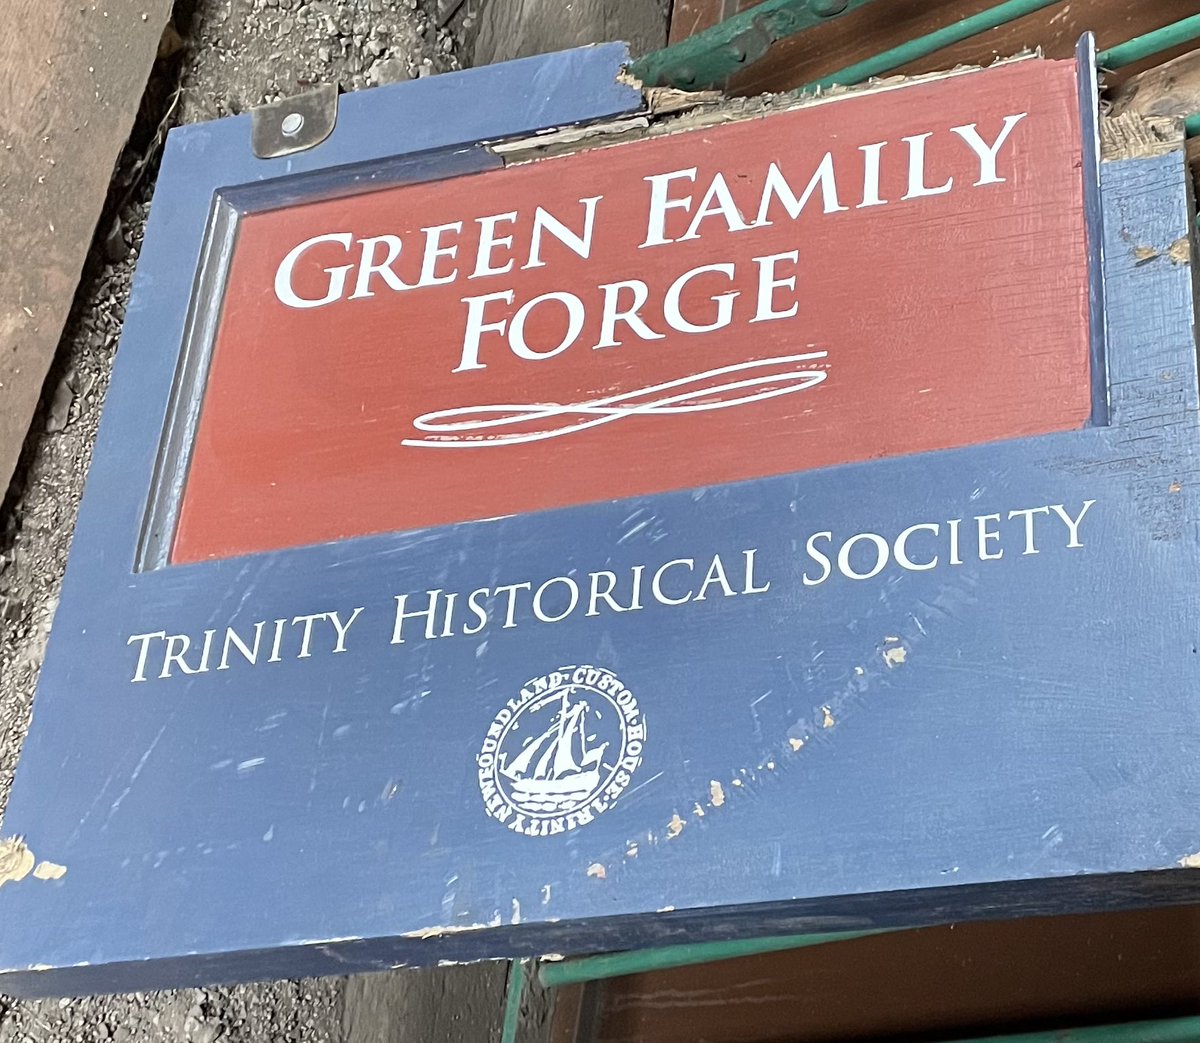 GREEN FAMILY
FORGE
TRINITY HISTORICAL SOCIETY
NEWFOUNDLAND · CUSTOM · HOUSE · TRINITY